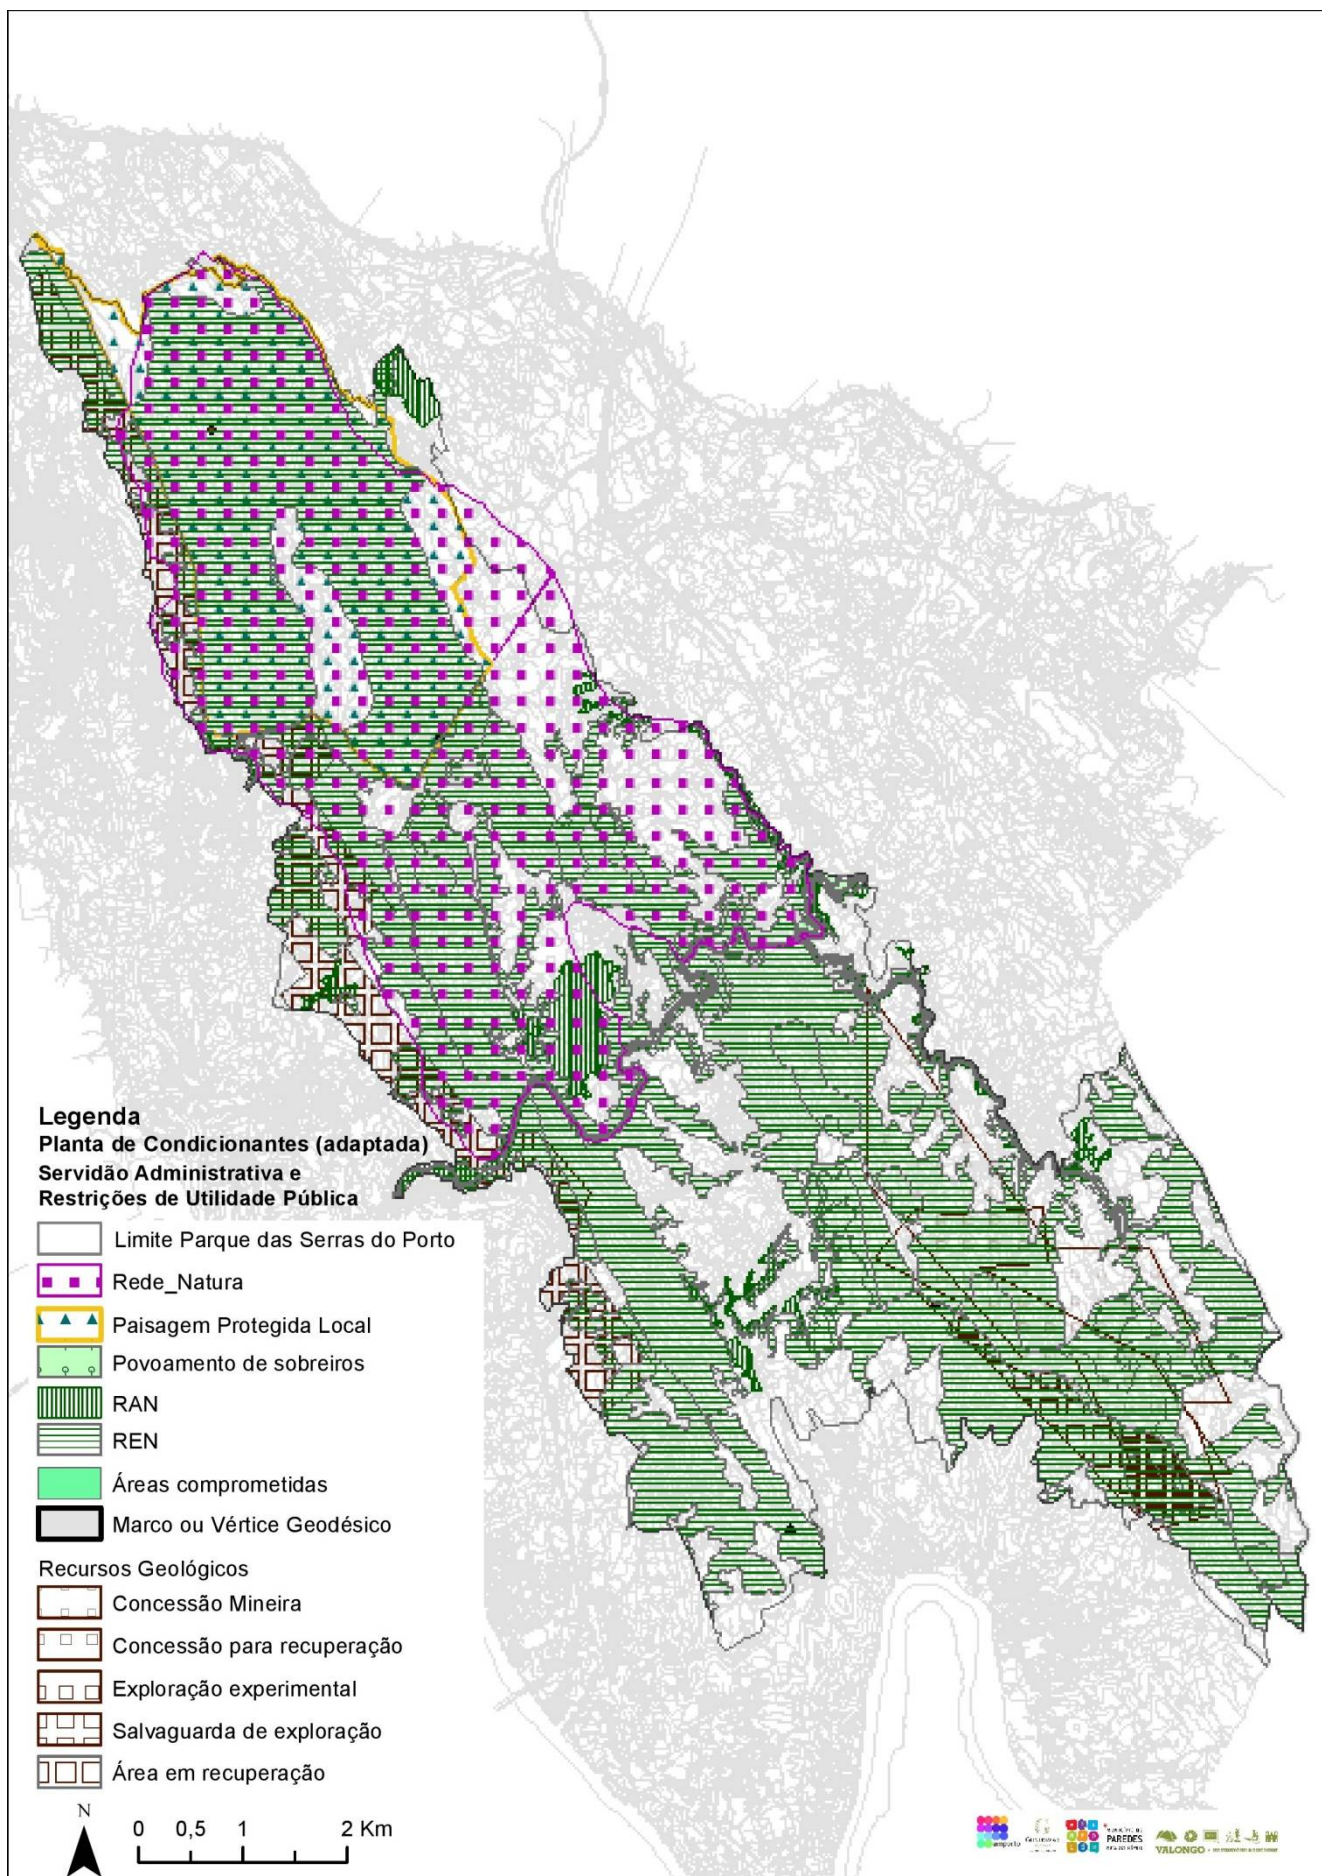 Legenda
Planta de Condicionantes (adaptada)
Servidão Administrativa e
Restrições de Utilidade Pública
Limite Parque das Serras do Porto
Rede_Natura
Paisagem Protegida Local
Povoamento de sobreiros
RAN
REN
Áreas comprometidas
Marco ou Vértice Geodésico
Recursos Geológicos
Concessão Mineira
Concessão para recuperação
Exploração experimental
Salvaguarda de exploração
Área em recuperação
N
0 0,5 1 2 Km
PAREDES
VALONGO